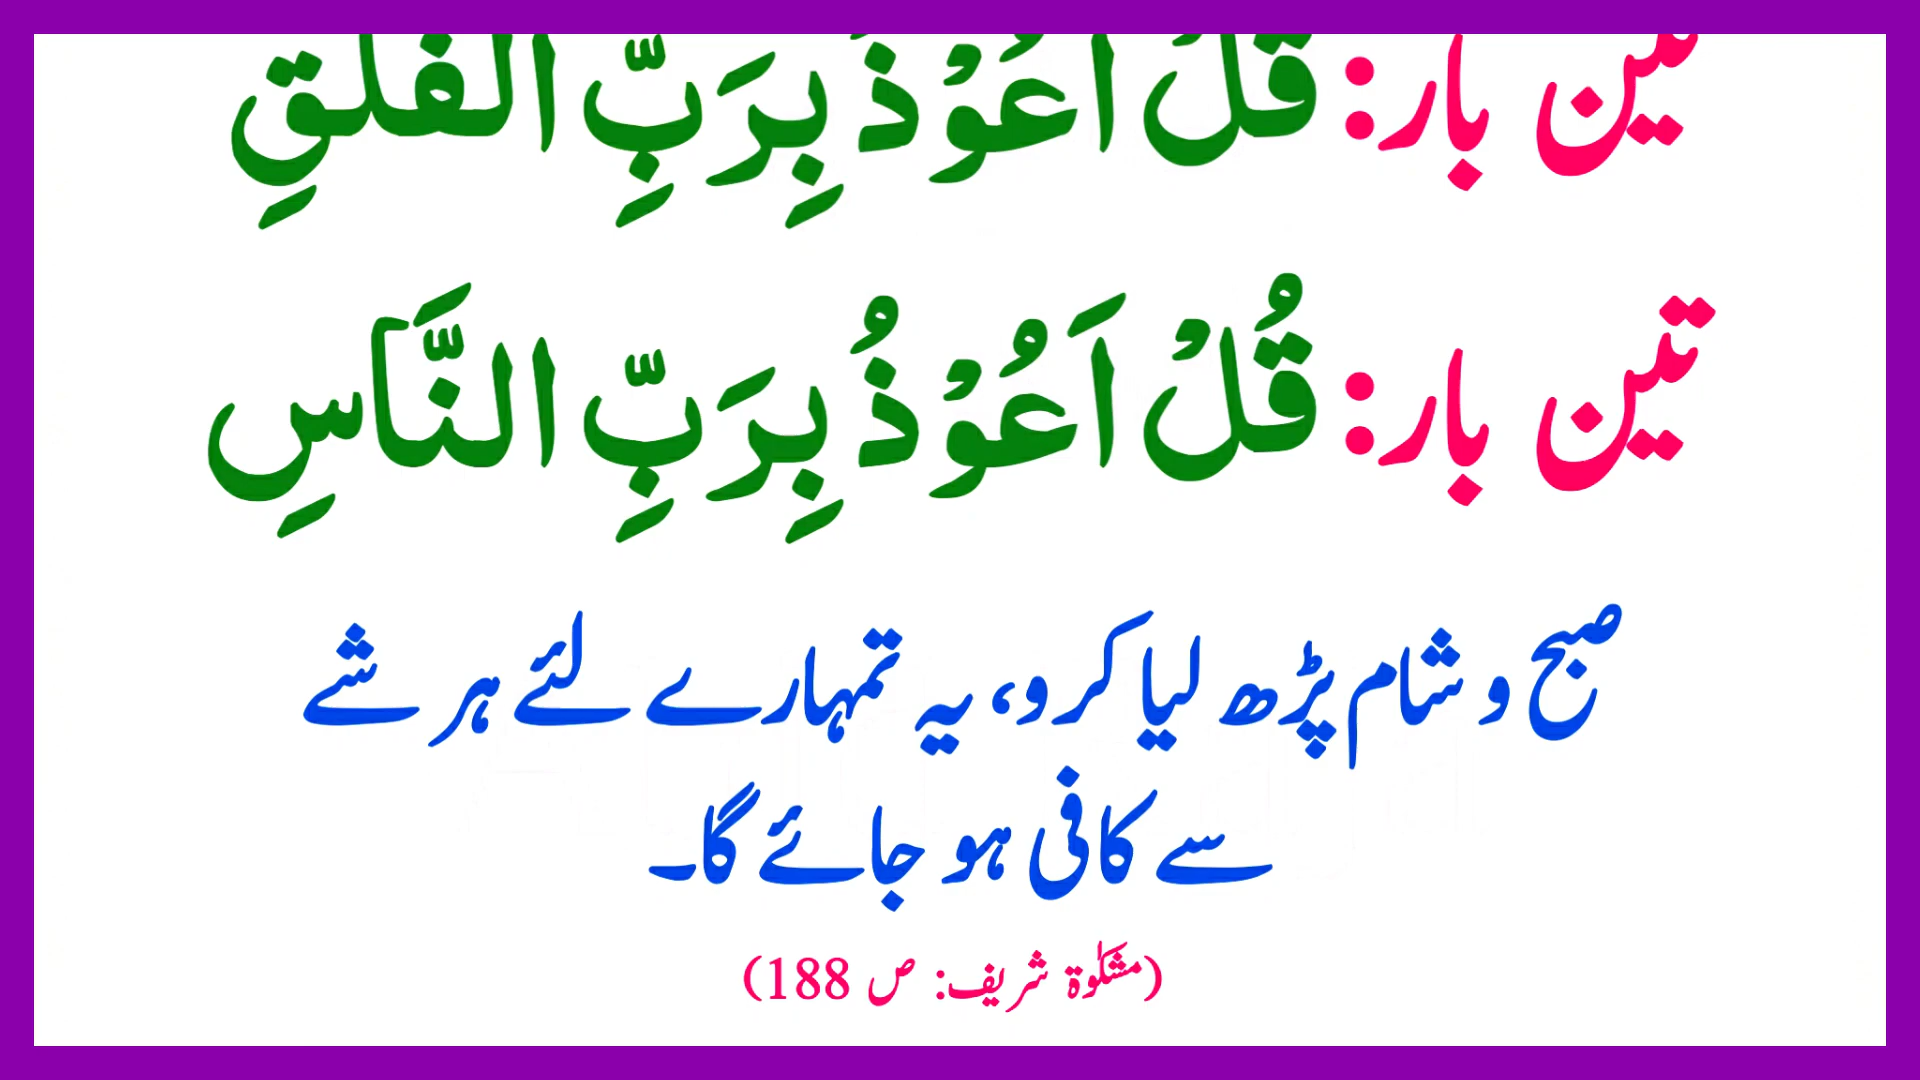 تین بار: قُلْ اَعُوْذُ بِرَبِّ الْفَلَقِ
تین بار: قُلْ اَعُوْذُ بِرَبِّ النَّاسِ
صبح و شام پڑھ لیا کرو، یہ تمہارے لئے ہر شے
سے کافی ہو جائے گا۔
(مشکوٰۃ شریف: ص 188)